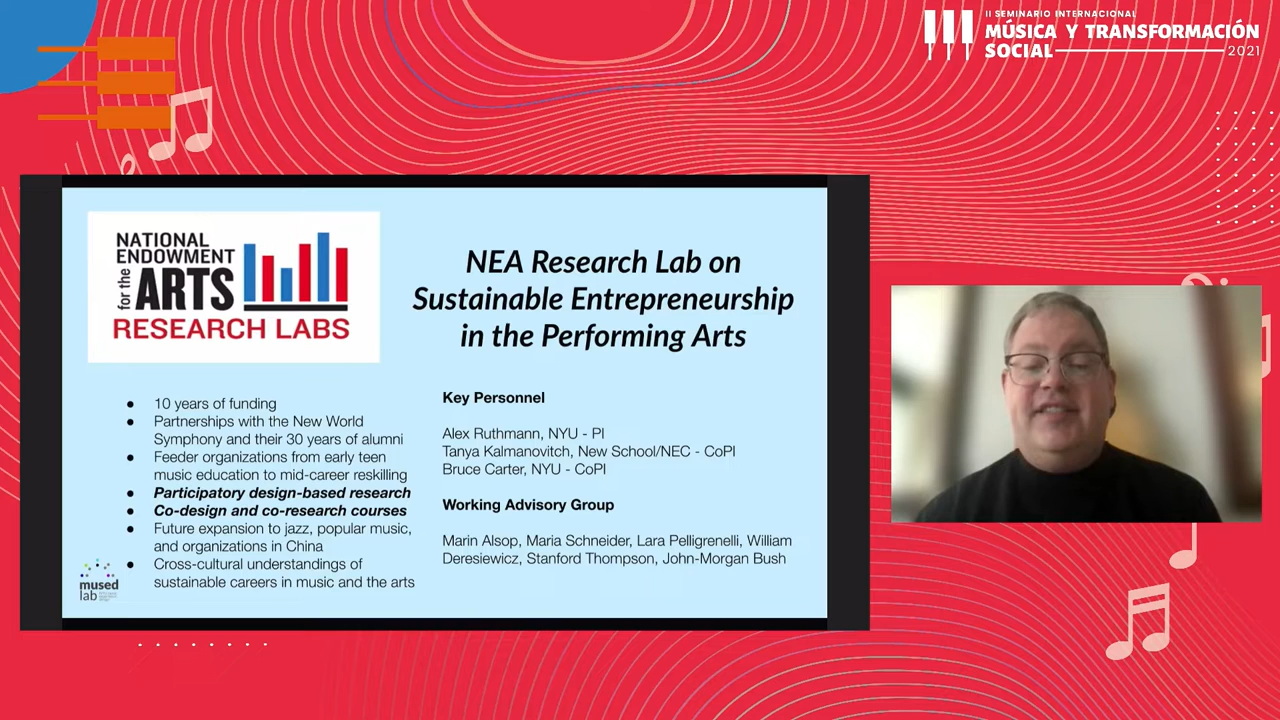 II SEMINARIO INTERNACIONAL
MÚSICA Y TRANSFORMACIÓN
SOCIAL
2021
NATIONAL
ENDOWMENT
for the
ARTS
RESEARCH LABS
NEA Research Lab on
Sustainable Entrepreneurship
in the Performing Arts
● 10 years of funding
● Partnerships with the New World
Symphony and their 30 years of alumni
● Feeder organizations from early teen
music education to mid-career reskilling
● Participatory design-based research
● Co-design and co-research courses
● Future expansion to jazz, popular music,
and organizations in China
● Cross-cultural understandings of
sustainable careers in music and the arts
Key Personnel
Alex Ruthmann, NYU - PI
Tanya Kalmanovitch, New School/NEC - CoPI
Bruce Carter, NYU - CoPI
Working Advisory Group
Marin Alsop, Maria Schneider, Lara Pelligrenelli, William
Deresiewicz, Stanford Thompson, John-Morgan Bush
mused
lab